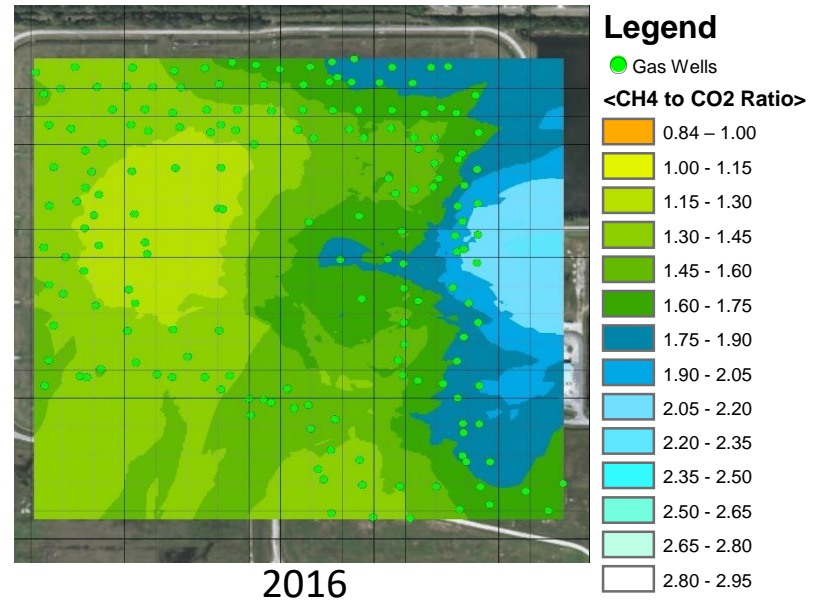 Legend
Gas Wells
<CH4 to CO2 Ratio>
0.84 – 1.00
1.00 - 1.15
1.15 - 1.30
1.30 - 1.45
1.45 - 1.60
1.60 - 1.75
1.75 - 1.90
1.90 - 2.05
2.05 - 2.20
2.20 - 2.35
2.35 - 2.50
2.50 - 2.65
2.65 - 2.80
2.80 - 2.95
2016